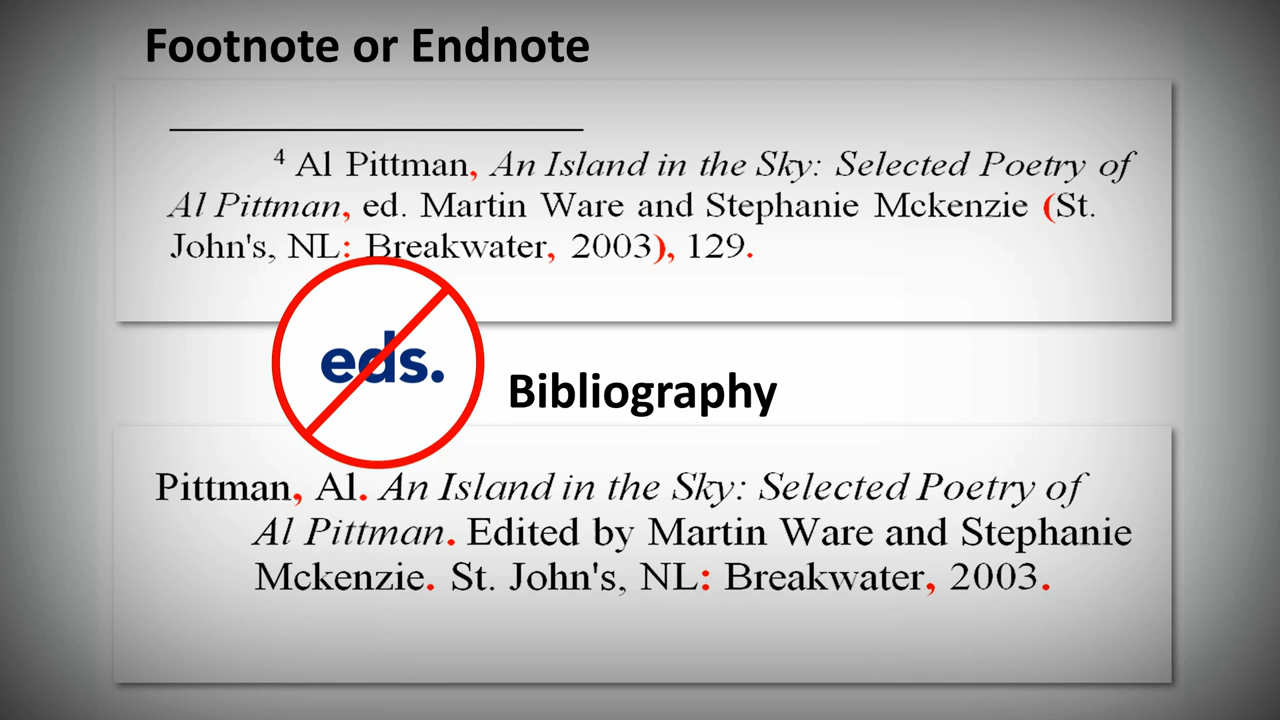 Footnote or Endnote
4 Al Pittman, An Island in the Sky: Selected Poetry of
Al Pittman, ed. Martin Ware and Stephanie Mckenzie (St.
John's, NL: Breakwater, 2003), 129.
eds.
Bibliography
Pittman, Al. An Island in the Sky: Selected Poetry of
Al Pittman. Edited by Martin Ware and Stephanie
Mckenzie. St. John's, NL: Breakwater, 2003.